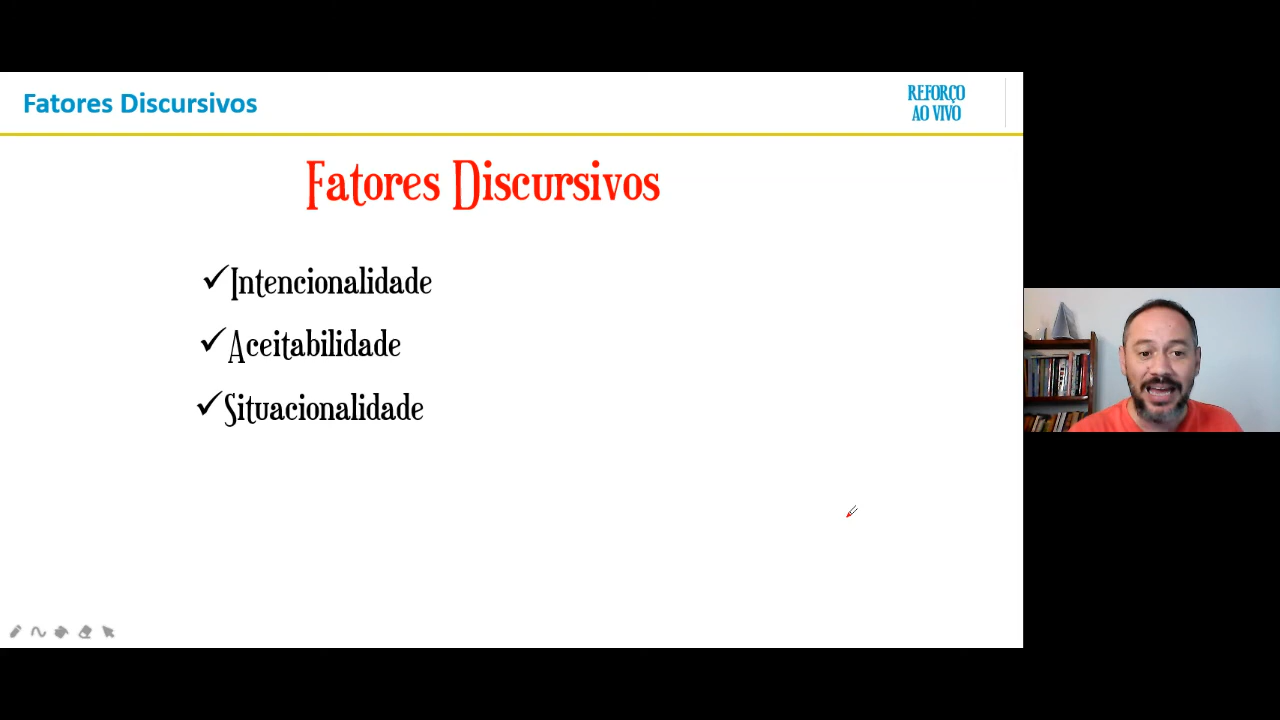 Fatores Discursivos
REFORÇO
AO VIVO
Fatores Discursivos
✓Intencionalidade
✓Aceitabilidade
✓Situacionalidade